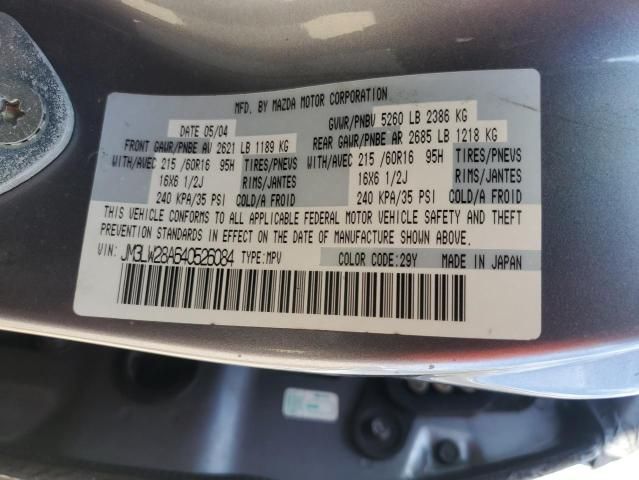 MFD. BY MAZDA MOTOR CORPORATION
DATE 05/04 GVWR/PNBV 5260 LB 2386 KG
FRONT GAWR/PNBE AV 2621 LB 1189 KG REAR GAWR/PNBE AR 2685 LB 1218 KG
WITH/AVEC 215 /60R16 95H TIRES/PNEVS WITH/AVEC 215 /60R16 95H TIRES/PNEVS
16X6 1/2J RIMS/JANTES 16X6 1/2J RIMS/JANTES
240 KPA/35 PSI COLD/A FROID 240 KPA/35 PSI COLD/A FROID
THIS VEHICLE CONFORMS TO ALL APPLICABLE FEDERAL MOTOR VEHICLE SAFETY AND THEFT
PREVENTION STANDARDS IN EFFECT ON THE DATE OF MANUFACTURE SHOWN ABOVE.
VIN: JM3LW28A640526084 TYPE:MPV COLOR CODE:29Y MADE IN JAPAN